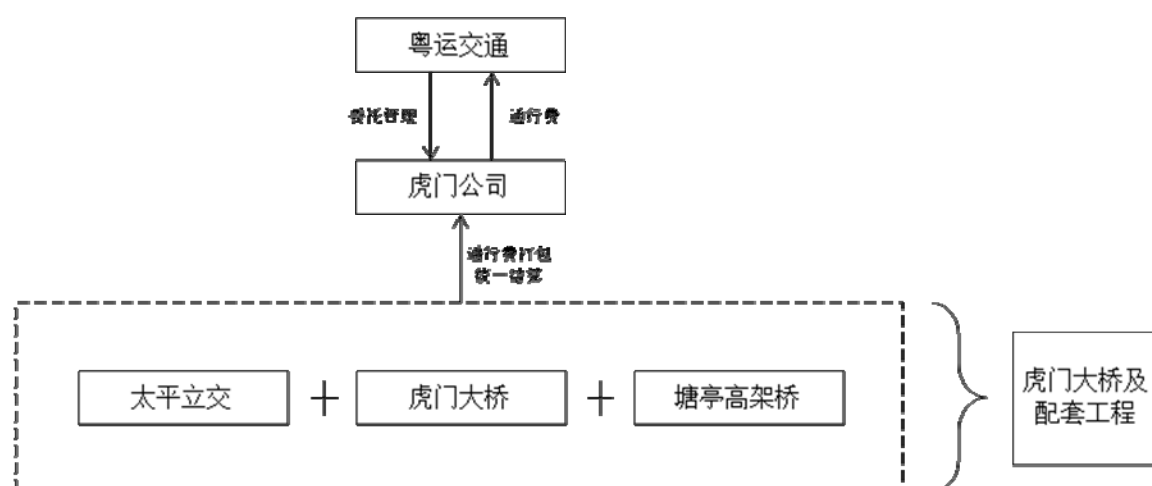 粤运交通
委托管理
通行费
虎门公司
通行费打包
统一结算
太平立交
+
虎门大桥
+
塘亭高架桥
虎门大桥及
配套工程